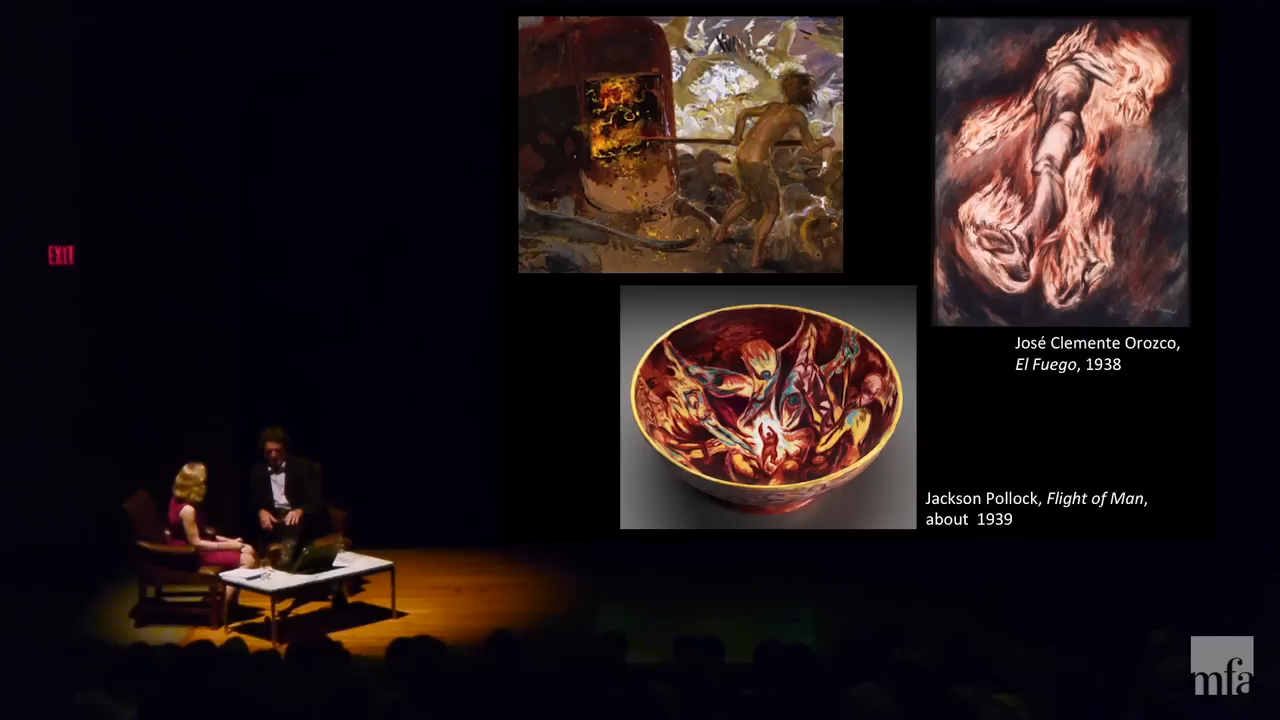 EXIT
José Clemente Orozco,
El Fuego, 1938
Jackson Pollock, Flight of Man,
about 1939
mfa